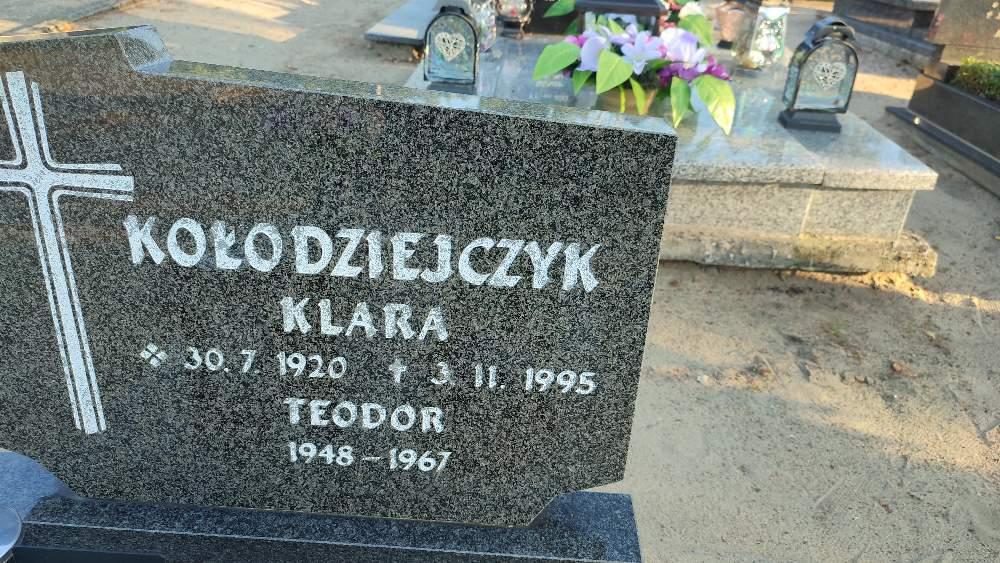 KOŁODZIEJCZYK
KLARA
30.7.1920 † 3.11.1995
TEODOR
1948-1967